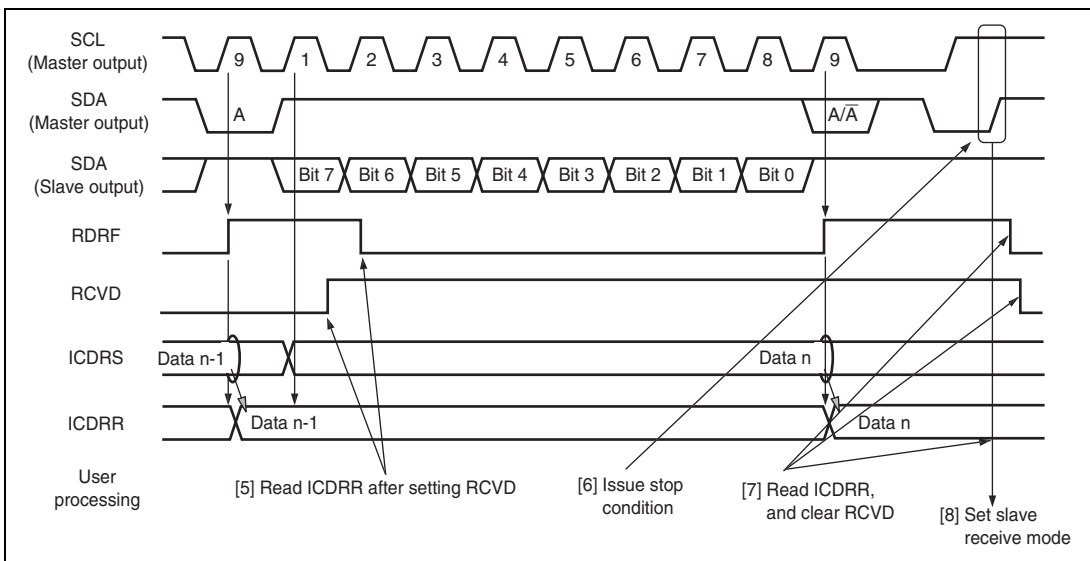 SCL
(Master output)
9 1 2 3 4 5 6 7 8 9
SDA
(Master output)
A A/A̅
SDA
(Slave output)
Bit 7 Bit 6 Bit 5 Bit 4 Bit 3 Bit 2 Bit 1 Bit 0
RDRF
RCVD
ICDRS
Data n-1 Data n
ICDRR
Data n-1 Data n
User
processing
[5] Read ICDRR after setting RCVD
[6] Issue stop
condition
[7] Read ICDRR,
and clear RCVD
[8] Set slave
receive mode